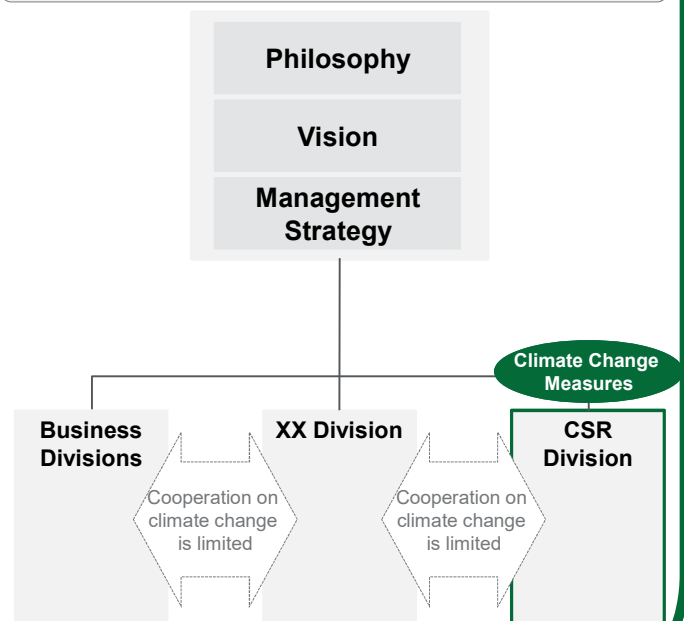 Philosophy
Vision
Management
Strategy
Climate Change
Measures
Business
Divisions
XX Division
CSR
Division
Cooperation on
climate change
is limited
Cooperation on
climate change
is limited